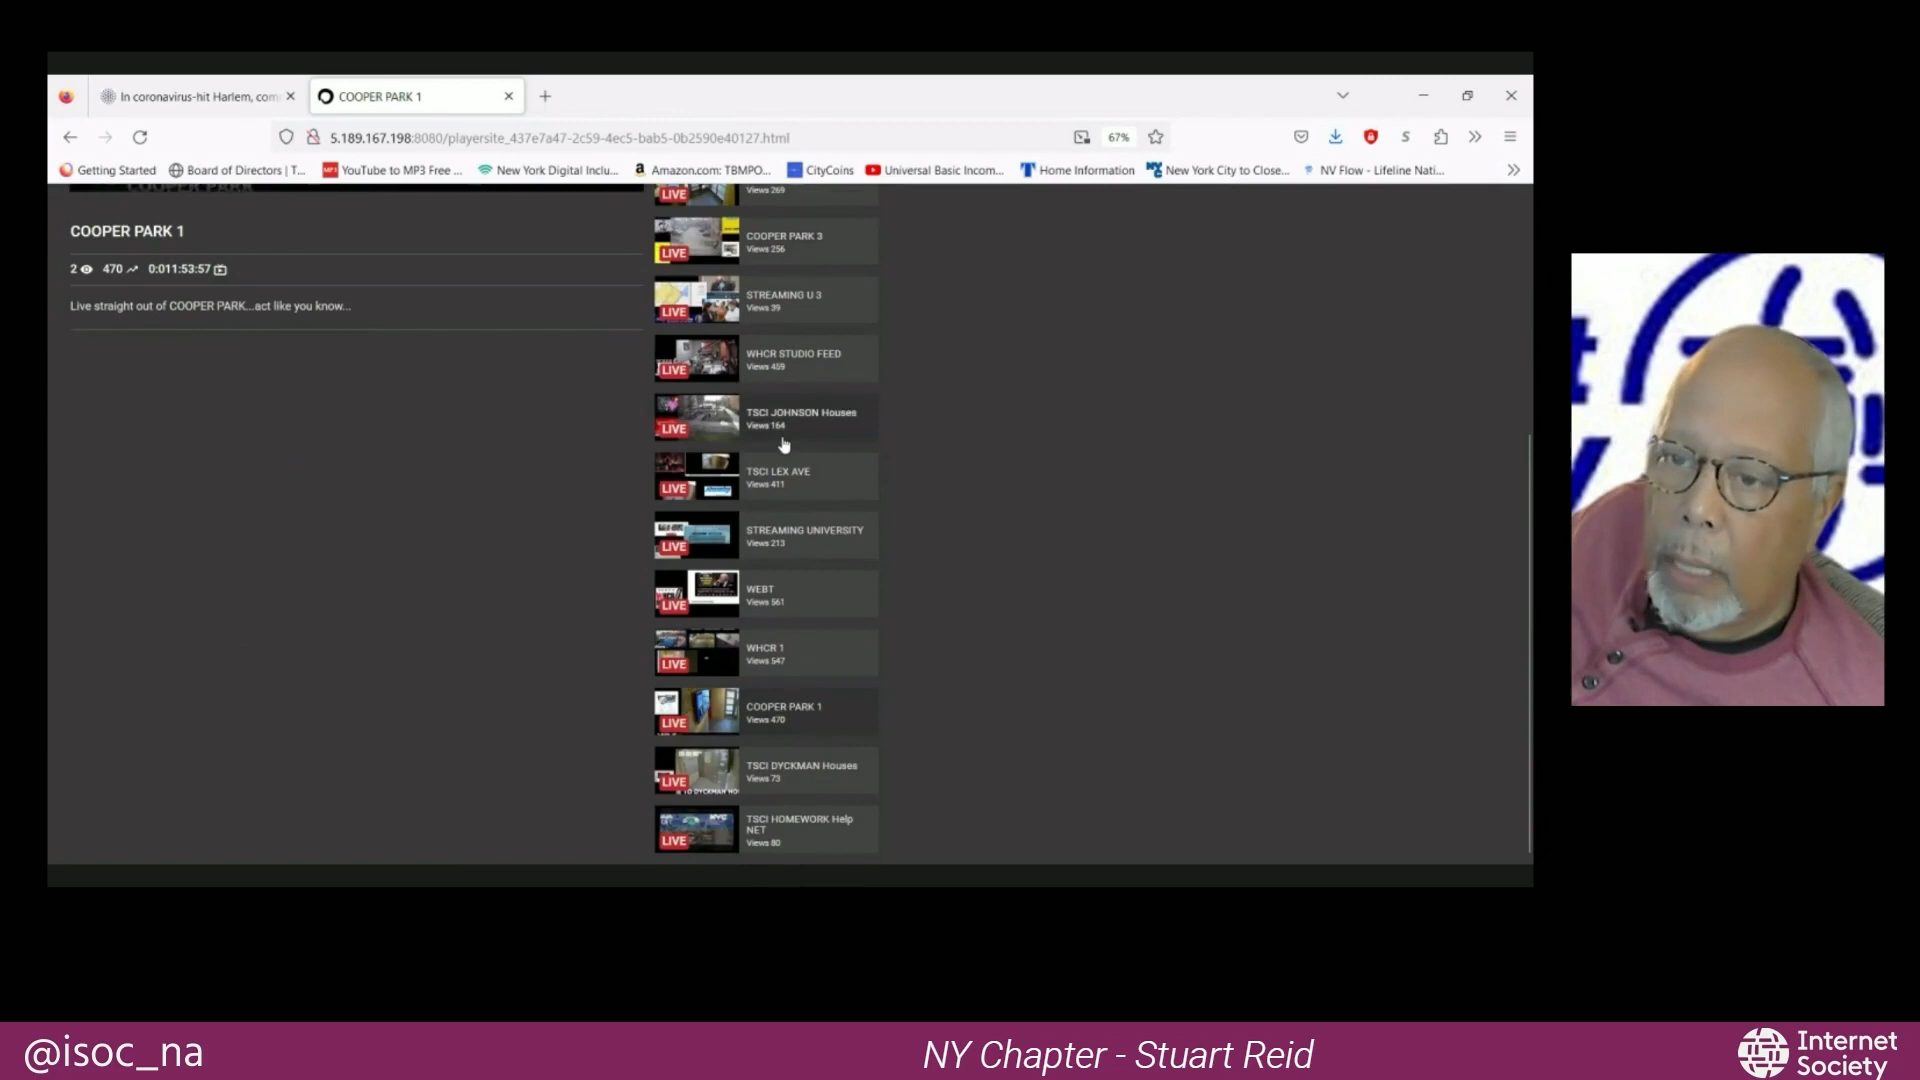 In coronavirus-hit Harlem, com
COOPER PARK 1
5.189.167.198:8080/playersite_437e7a47-2c59-4ec5-bab5-0b2590e40127.html
67%
Getting Started
Board of Directors | T...
YouTube to MP3 Free ...
New York Digital Inclu...
Amazon.com: TBMPO...
CityCoins
Universal Basic Incom...
Home Information
New York City to Close...
NV Flow - Lifeline Nati...
COOPER PARK
COOPER PARK 1
2
470
0:011:53:57
Live straight out of COOPER PARK...act like you know...
LIVE
Views 269
LIVE
COOPER PARK 3
Views 256
LIVE
STREAMING U 3
Views 39
LIVE
WHCR STUDIO FEED
Views 459
LIVE
TSCI JOHNSON Houses
Views 164
LIVE
TSCI LEX AVE
Views 411
LIVE
STREAMING UNIVERSITY
Views 213
LIVE
WEBT
Views 561
LIVE
WHCR 1
Views 547
LIVE
COOPER PARK 1
Views 470
LIVE
TSCI DYCKMAN Houses
Views 73
LIVE
TSCI HOMEWORK Help
NET
Views 80
@isoc_na
NY Chapter - Stuart Reid
Internet
Society